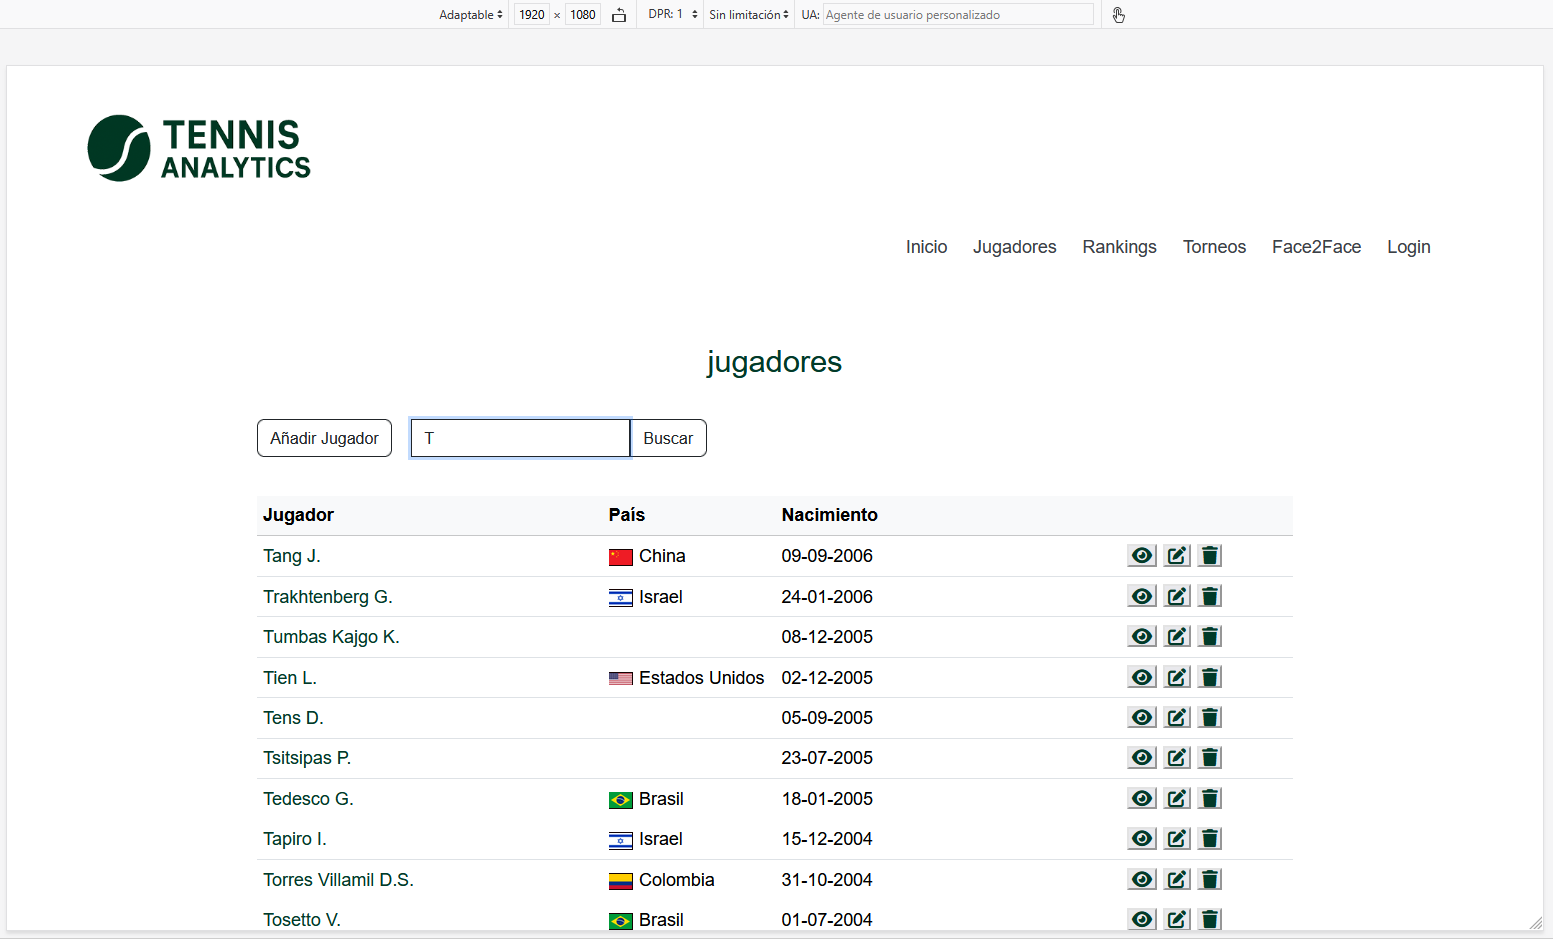 Adaptable 1920 × 1080 DPR: 1 Sin limitación UA: Agente de usuario personalizado
TENNIS
ANALYTICS
Inicio Jugadores Rankings Torneos Face2Face Login
jugadores
Añadir Jugador T Buscar
Jugador País Nacimiento
Tang J. China 09-09-2006
Trakhtenberg G. Israel 24-01-2006
Tumbas Kajgo K. 08-12-2005
Tien L. Estados Unidos 02-12-2005
Tens D. 05-09-2005
Tsitsipas P. 23-07-2005
Tedesco G. Brasil 18-01-2005
Tapiro I. Israel 15-12-2004
Torres Villamil D.S. Colombia 31-10-2004
Tosetto V. Brasil 01-07-2004